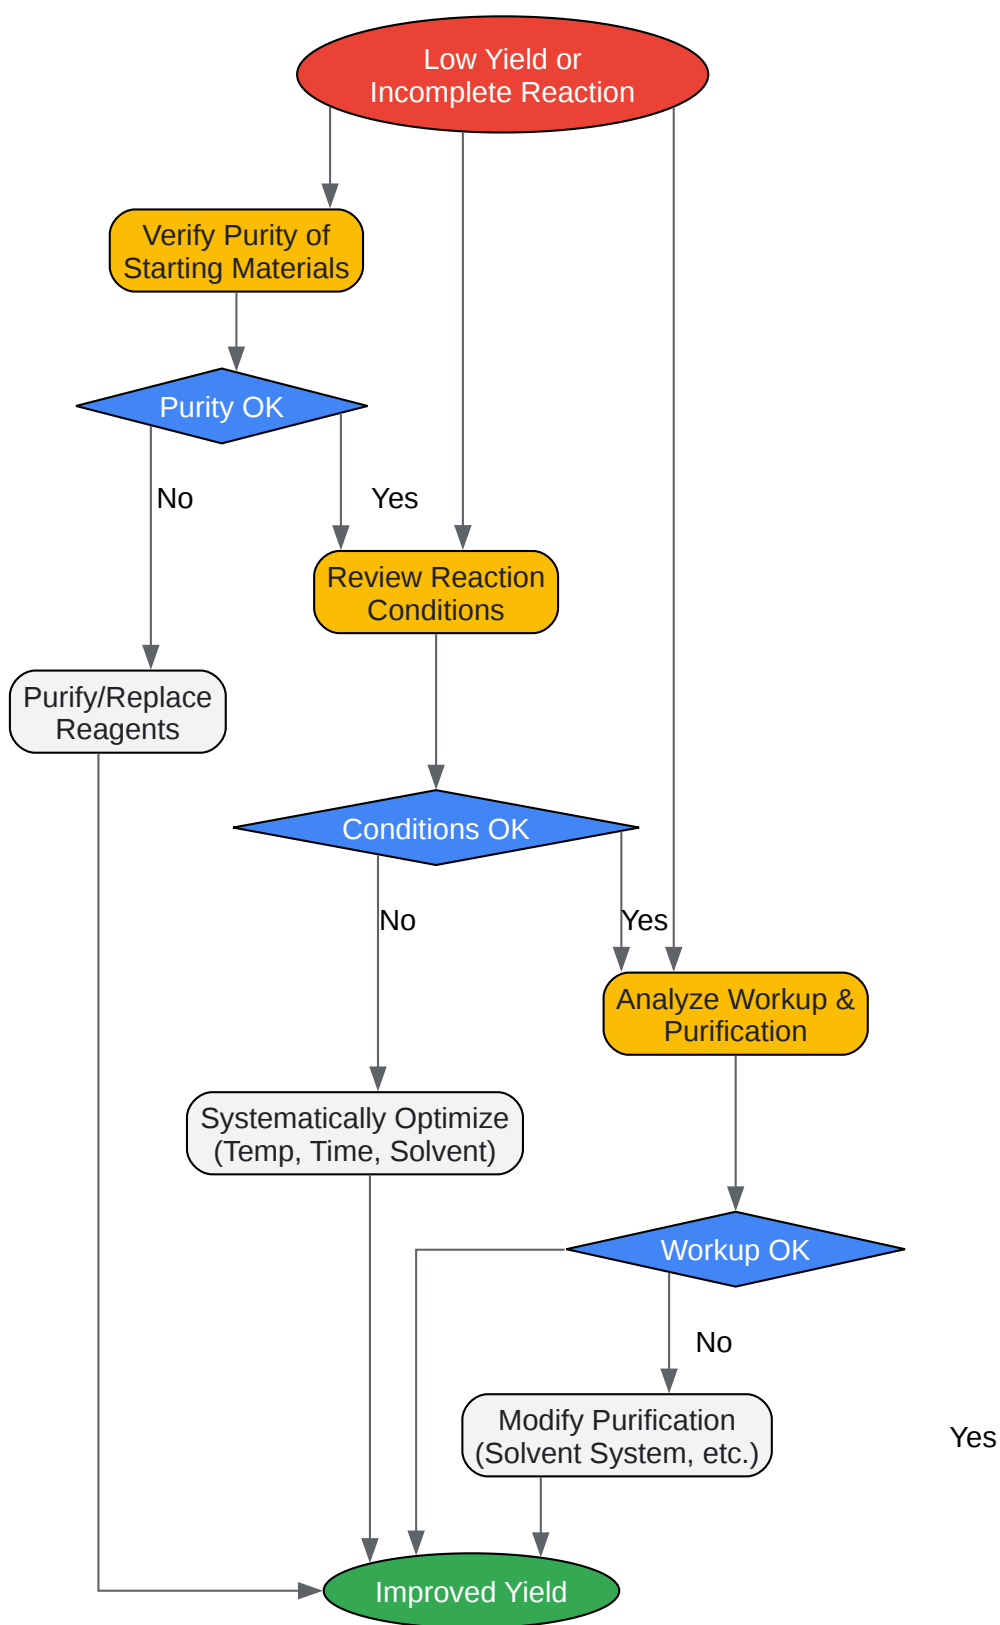 Low Yield or
Incomplete Reaction
Verify Purity of
Starting Materials
Purity OK
No
Yes
Review Reaction
Conditions
Purify/Replace
Reagents
Conditions OK
No
Yes
Analyze Workup &
Purification
Systematically Optimize
(Temp, Time, Solvent)
Workup OK
No
Modify Purification
(Solvent System, etc.)
Yes
Improved Yield